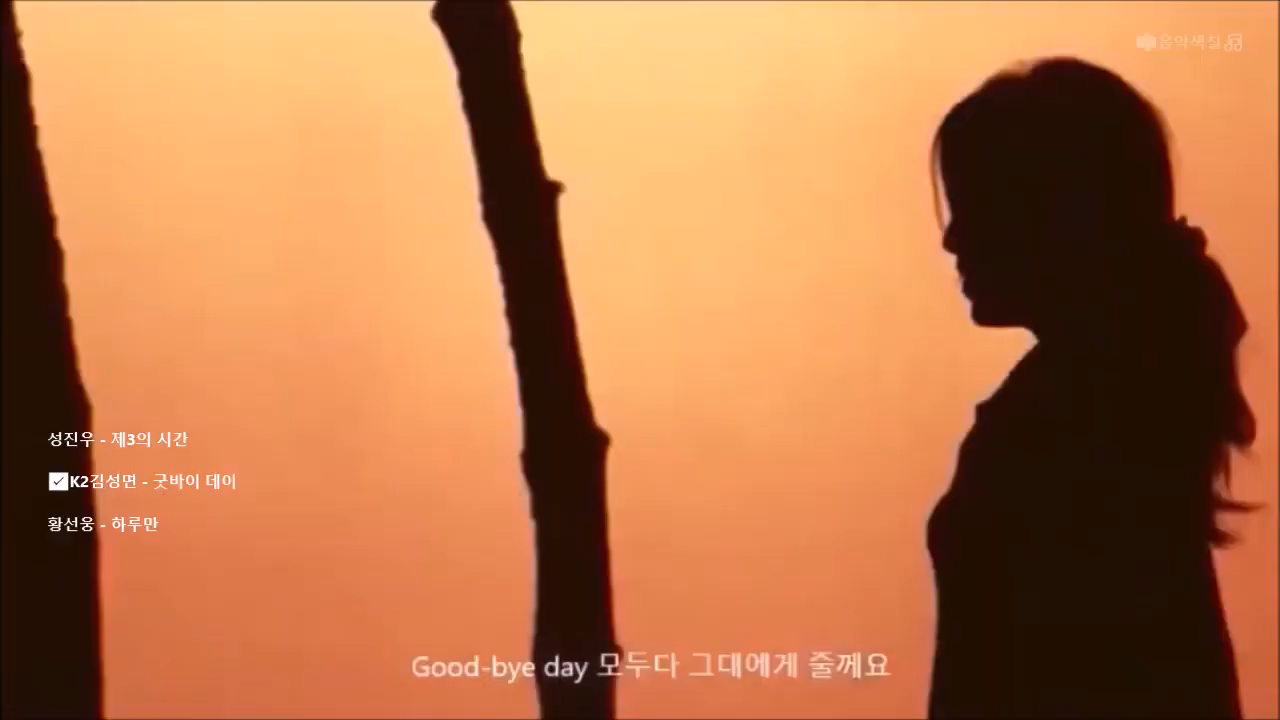 음악색칠
성진우 - 제3의 시간
K2김성면 - 굿바이 데이
황선웅 - 하루만
Good-bye day 모두다 그대에게 줄께요